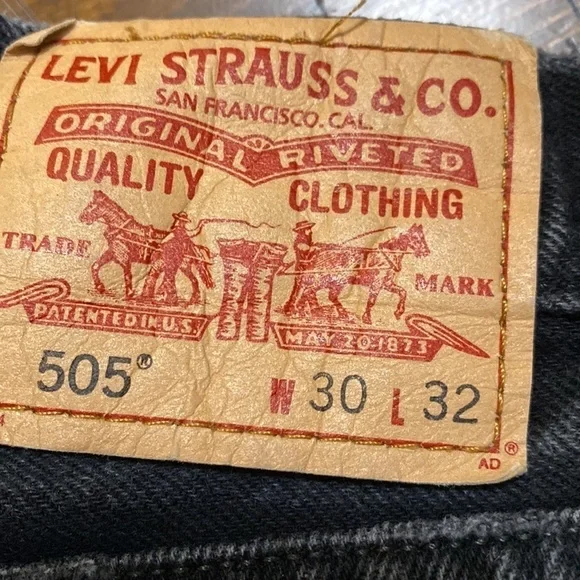 LEVI STRAUSS & CO.
SAN FRANCISCO. CAL.
ORIGINAL RIVETED
QUALITY CLOTHING
TRADE MARK
PATENTED IN U.S. MAY 20 1873
505® W 30 L 32
4 AD ®